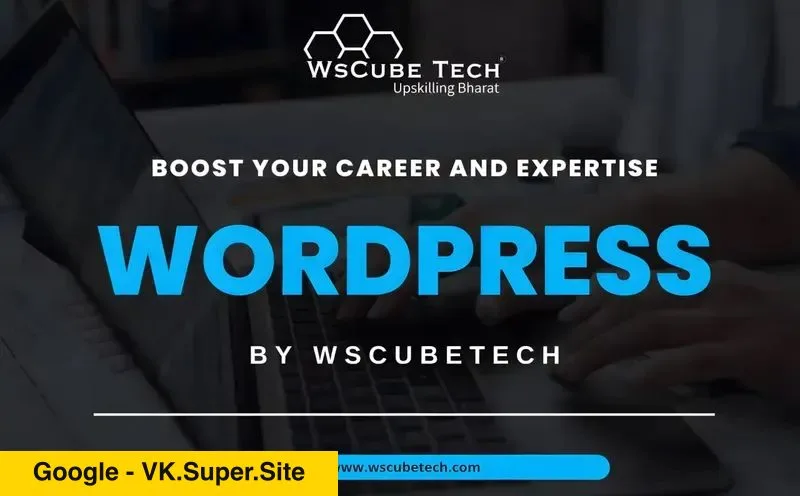 WsCube Tech®
Upskilling Bharat
BOOST YOUR CAREER AND EXPERTISE
WORDPRESS
BY WSCUBETECH
www.wscubetech.com
Google - VK.Super.Site